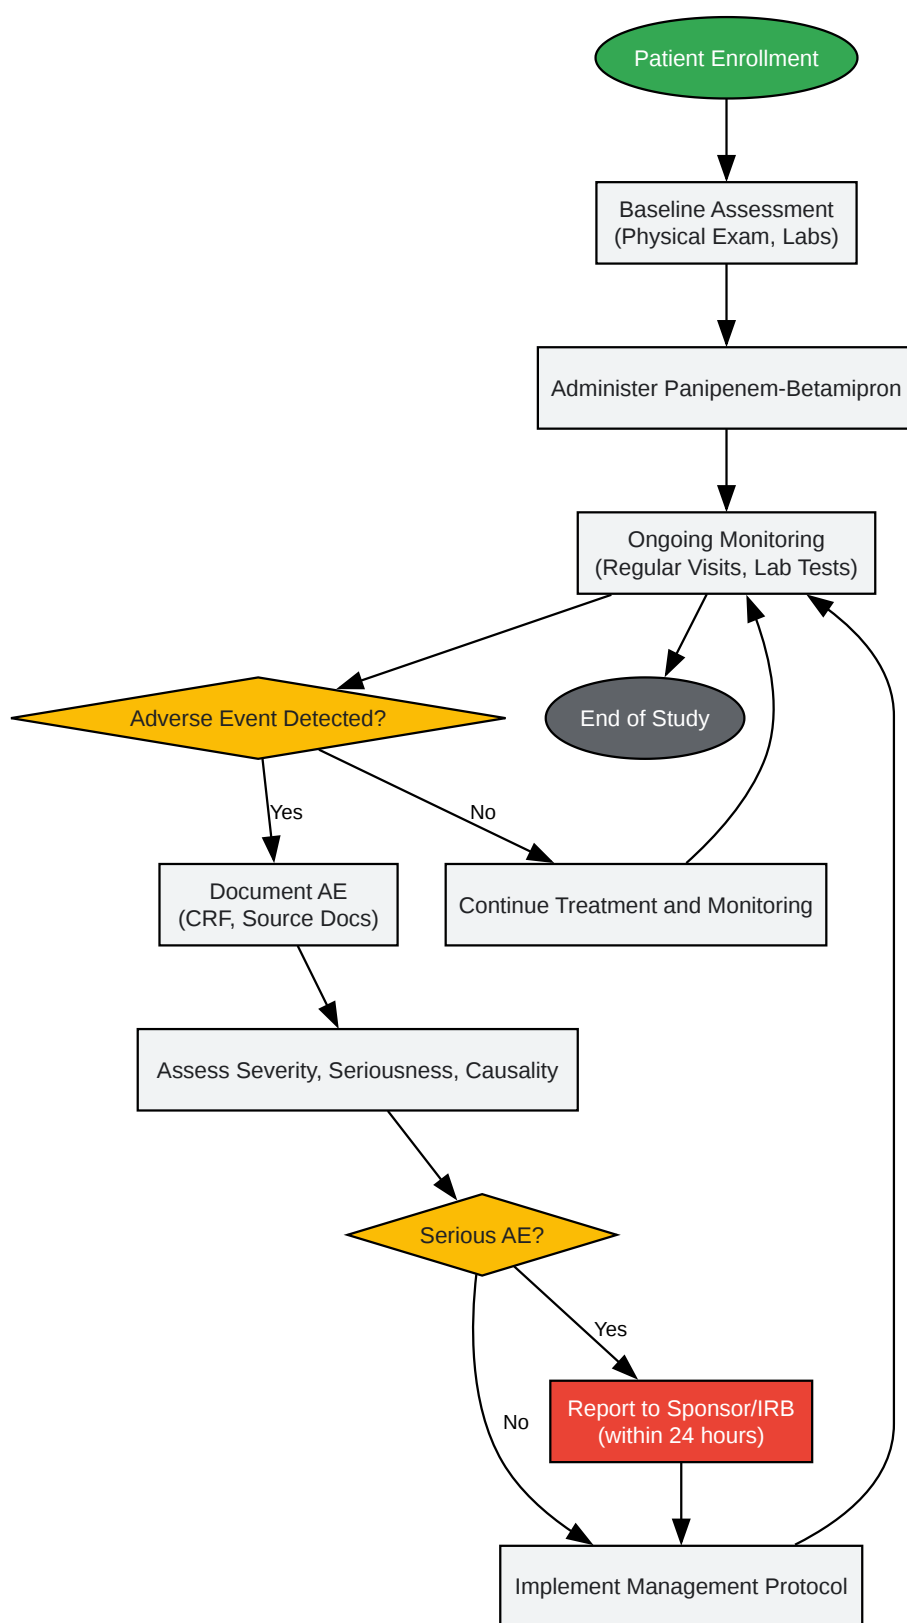 Patient Enrollment
Baseline Assessment
(Physical Exam, Labs)
Administer Panipenem-Betamipron
Ongoing Monitoring
(Regular Visits, Lab Tests)
Adverse Event Detected?
End of Study
Yes
No
Document AE
(CRF, Source Docs)
Continue Treatment and Monitoring
Assess Severity, Seriousness, Causality
Serious AE?
Yes
Report to Sponsor/IRB
(within 24 hours)
No
Implement Management Protocol